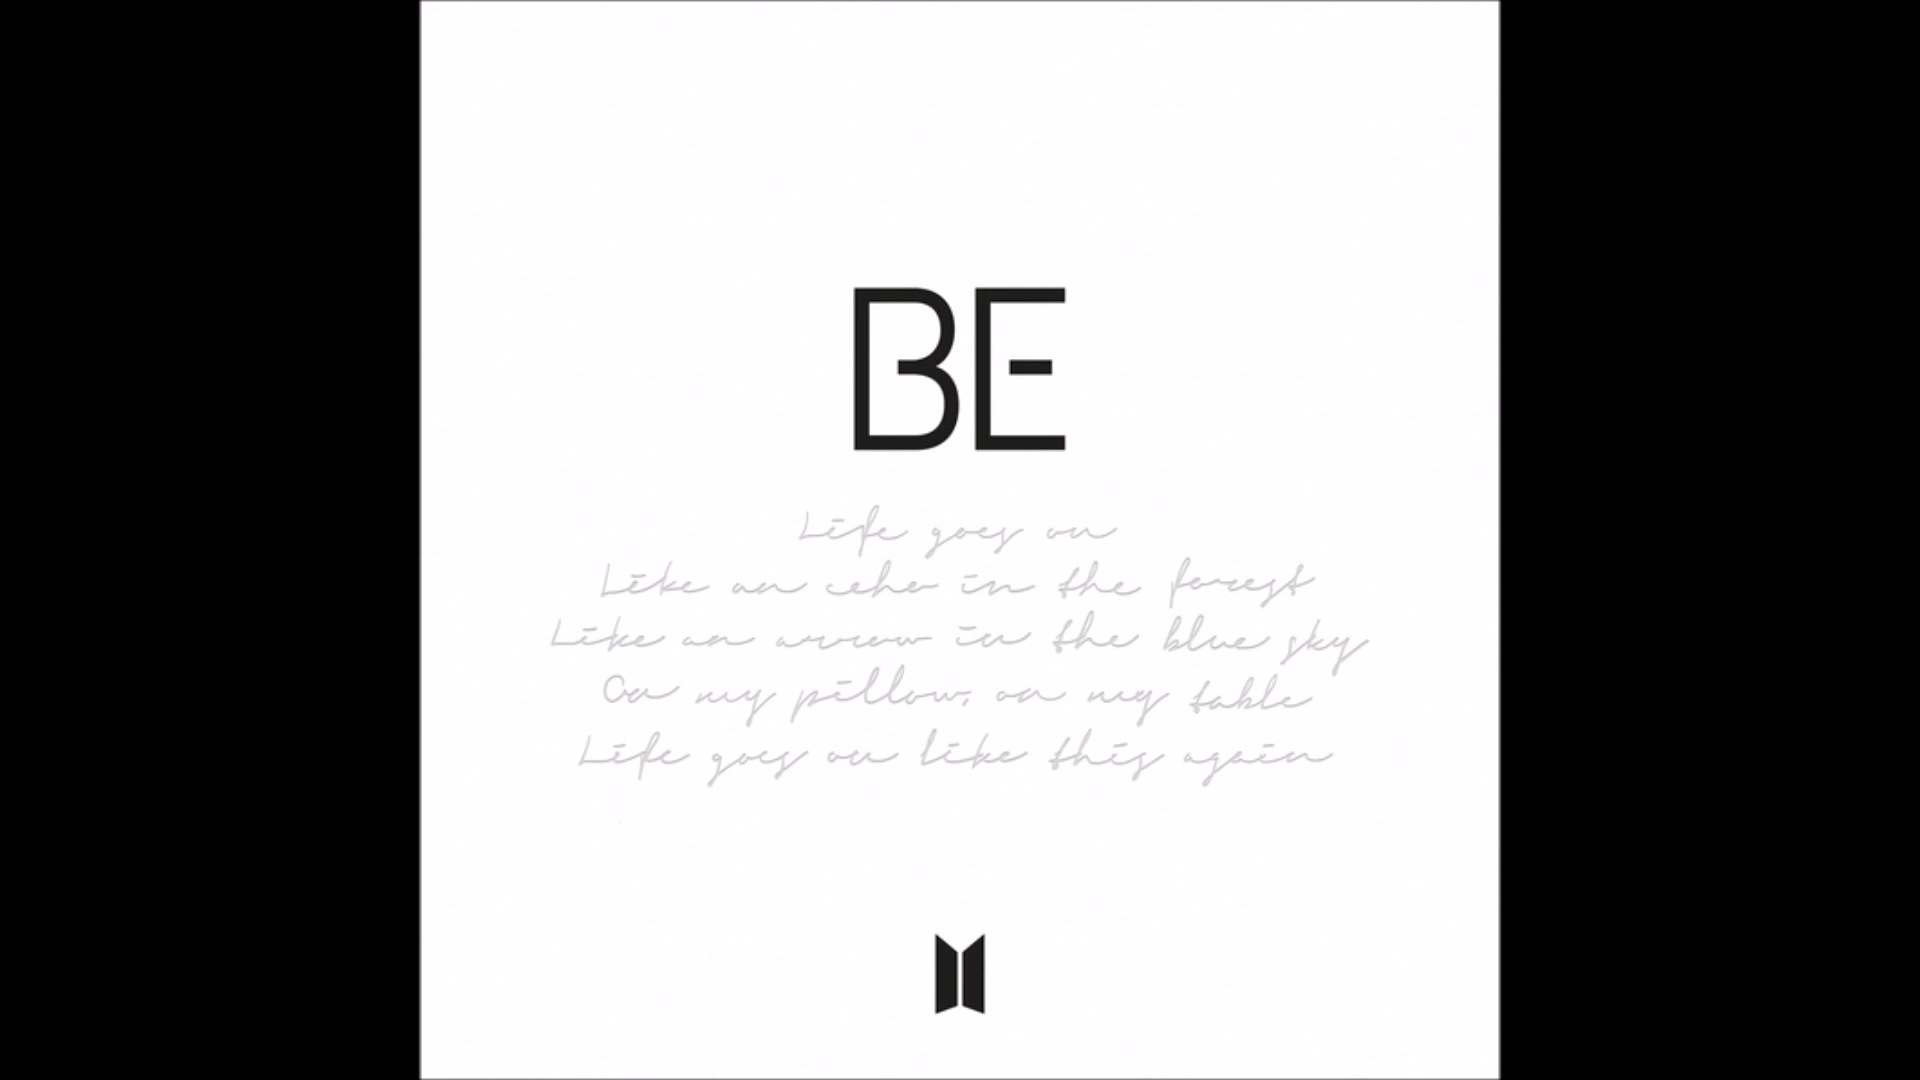 BE
Life goes on
Like an echo in the forest
Like an arrow in the blue sky
On my pillow, on my table
Life goes on like this again